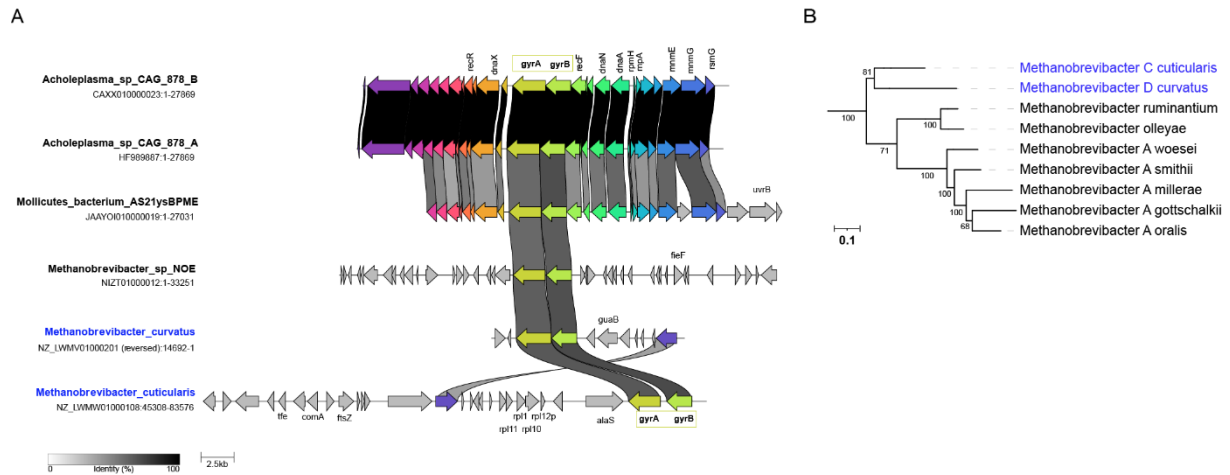 A
B
recR
dnaX
gyrA
gyrB
recF
dnaN
dnaA
rpmH
rnpA
mnmE
mnmG
rsmG
Acholeplasma_sp_CAG_878_B
CAXX010000023:1-27869
Acholeplasma_sp_CAG_878_A
HF989887:1-27869
Mollicutes_bacterium_AS21ysBPME
JAAYOI010000019:1-27031
uvrB
Methanobrevibacter_sp_NOE
NIZT01000012:1-33251
fieF
Methanobrevibacter_curvatus
NZ_LWMV01000201 (reversed):14692-1
guaB
Methanobrevibacter_cuticularis
NZ_LWMW01000108:45308-83576
tfe
comA
ftsZ
rpl1
rpl12p
rpl11
rpl10
alaS
gyrA
gyrB
0
Identity (%)
100
2.5kb
81
Methanobrevibacter C cuticularis
Methanobrevibacter D curvatus
100
Methanobrevibacter ruminantium
100
Methanobrevibacter olleyae
71
Methanobrevibacter A woesei
100
Methanobrevibacter A smithii
Methanobrevibacter A millerae
100
Methanobrevibacter A gottschalkii
68
Methanobrevibacter A oralis
0.1